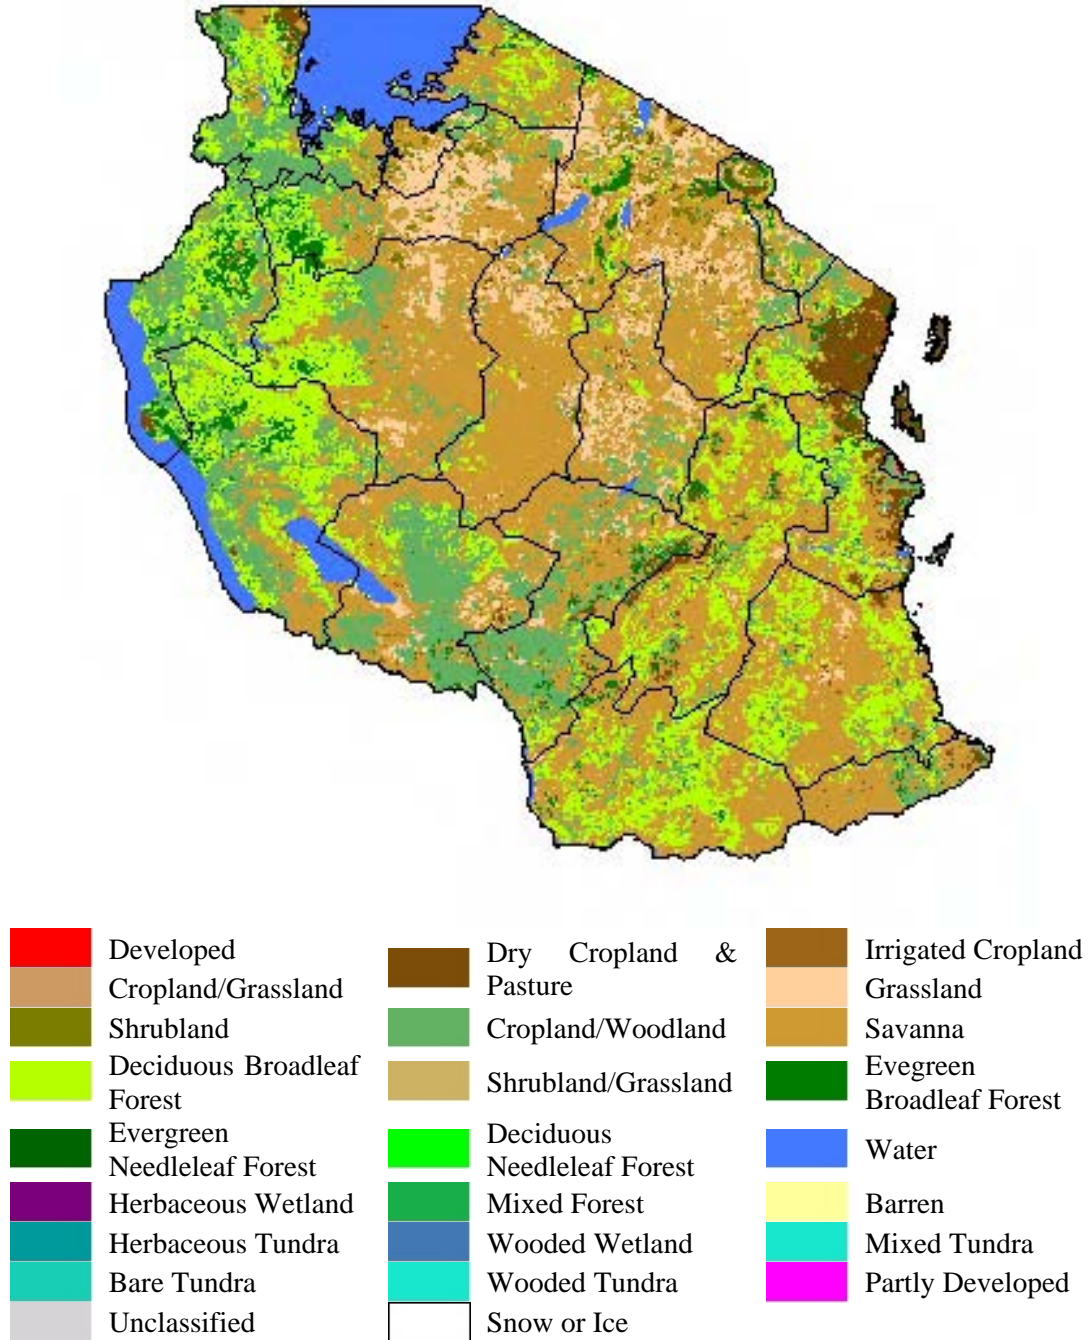 Developed
Dry Cropland &
Pasture
Irrigated Cropland
Cropland/Grassland
Grassland
Shrubland
Cropland/Woodland
Savanna
Deciduous Broadleaf
Forest
Shrubland/Grassland
Evegreen
Broadleaf Forest
Evergreen
Needleleaf Forest
Deciduous
Needleleaf Forest
Water
Herbaceous Wetland
Mixed Forest
Barren
Herbaceous Tundra
Wooded Wetland
Mixed Tundra
Bare Tundra
Wooded Tundra
Partly Developed
Unclassified
Snow or Ice